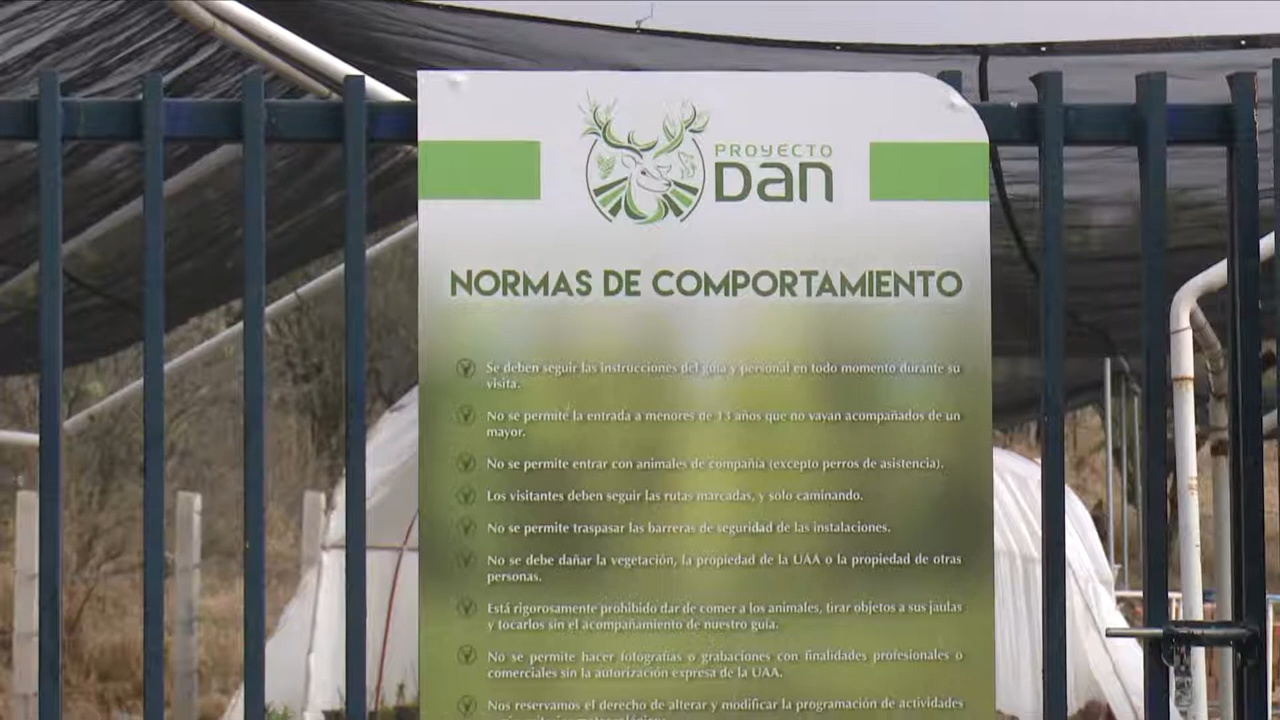 PROYECTO
Dan
NORMAS DE COMPORTAMIENTO
Se deben seguir las instrucciones del guía y personal en todo momento durante su
visita.
No se permite la entrada a menores de 13 años que no vayan acompañados de un
mayor.
No se permite entrar con animales de compañía (excepto perros de asistencia).
Los visitantes deben seguir las rutas marcadas, y solo caminando.
No se permite traspasar las barreras de seguridad de las instalaciones.
No se debe dañar la vegetación, la propiedad de la UAA o la propiedad de otras
personas.
Está rigorosamente prohibido dar de comer a los animales, tirar objetos a sus jaulas
y tocarlos sin el acompañamiento de nuestro guía.
No se permite hacer fotografías o grabaciones con finalidades profesionales o
comerciales sin la autorización expresa de la UAA.
Nos reservamos el derecho de alterar y modificar la programación de actividades